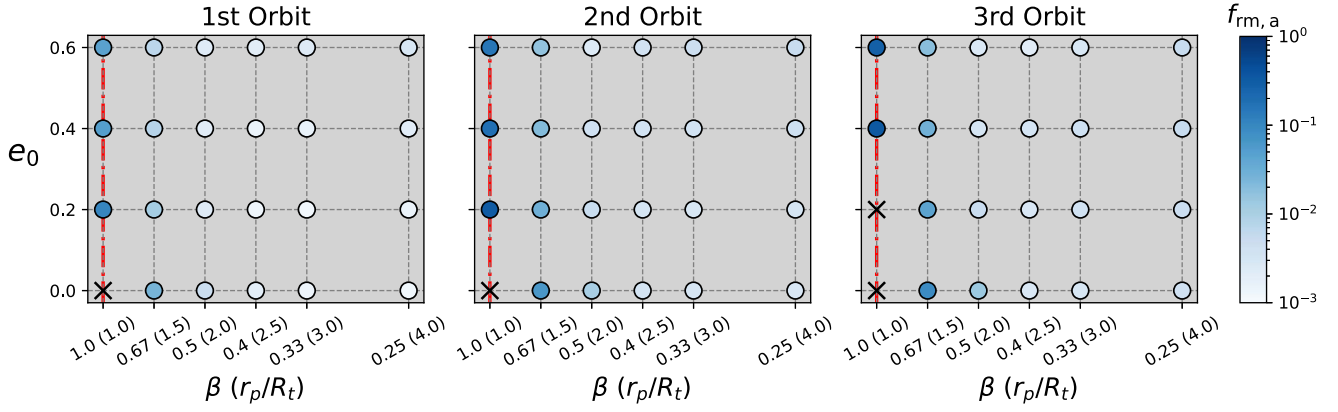 1st Orbit 2nd Orbit 3rd Orbit f_{rm, a}
e_0
0.6
0.4
0.2
0.0
1.0 (1.0) 0.67 (1.5) 0.5 (2.0) 0.4 (2.5) 0.33 (3.0) 0.25 (4.0)
β (r_p/R_t)
1.0 (1.0) 0.67 (1.5) 0.5 (2.0) 0.4 (2.5) 0.33 (3.0) 0.25 (4.0)
β (r_p/R_t)
1.0 (1.0) 0.67 (1.5) 0.5 (2.0) 0.4 (2.5) 0.33 (3.0) 0.25 (4.0)
β (r_p/R_t)
10^0
10^{-1}
10^{-2}
10^{-3}